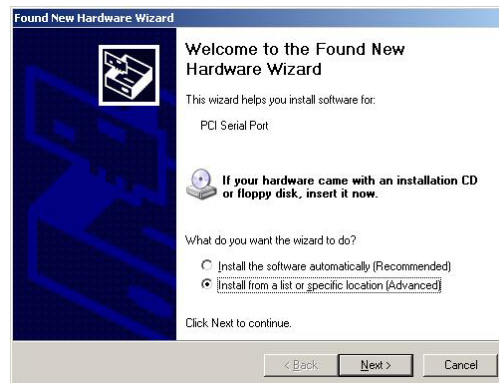 Found New Hardware Wizard
Welcome to the Found New
Hardware Wizard
This wizard helps you install software for:
PCI Serial Port
If your hardware came with an installation CD
or floppy disk, insert it now.
What do you want the wizard to do?
Install the software automatically (Recommended)
Install from a list or specific location (Advanced)
Click Next to continue.
< Back
Next >
Cancel